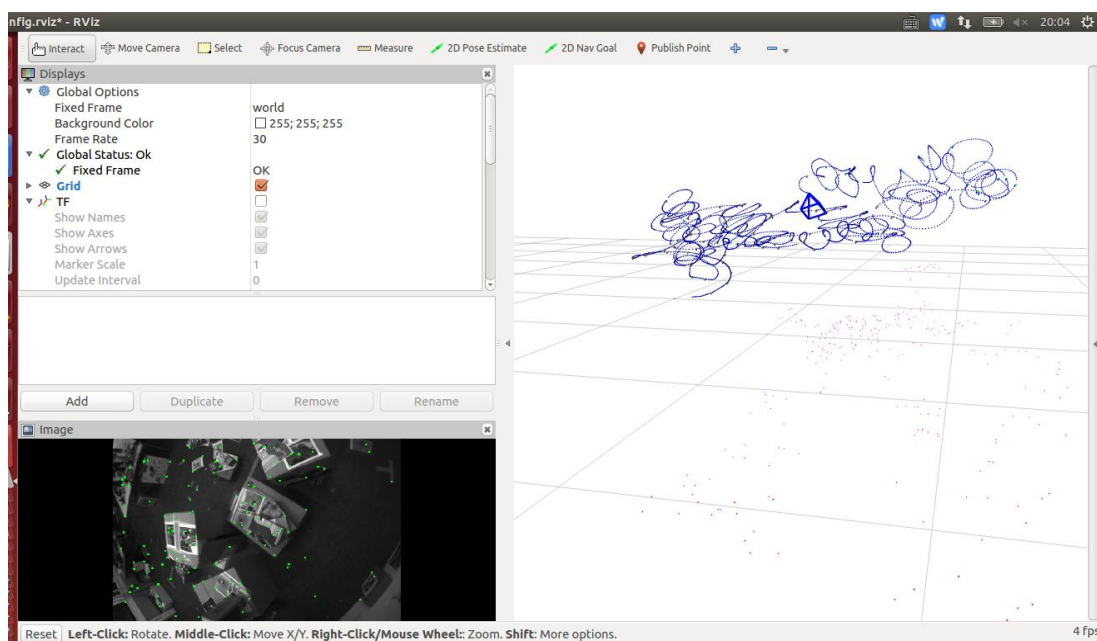 nfig.rviz* - RViz
20:04
Interact Move Camera Select Focus Camera Measure 2D Pose Estimate 2D Nav Goal Publish Point
Displays
Global Options
Fixed Frame world
Background Color 255; 255; 255
Frame Rate 30
Global Status: Ok
Fixed Frame OK
Grid
TF
Show Names
Show Axes
Show Arrows
Marker Scale 1
Update Interval 0
Add Duplicate Remove Rename
Image
Reset Left-Click: Rotate. Middle-Click: Move X/Y. Right-Click/Mouse Wheel:: Zoom. Shift: More options. 4 fps